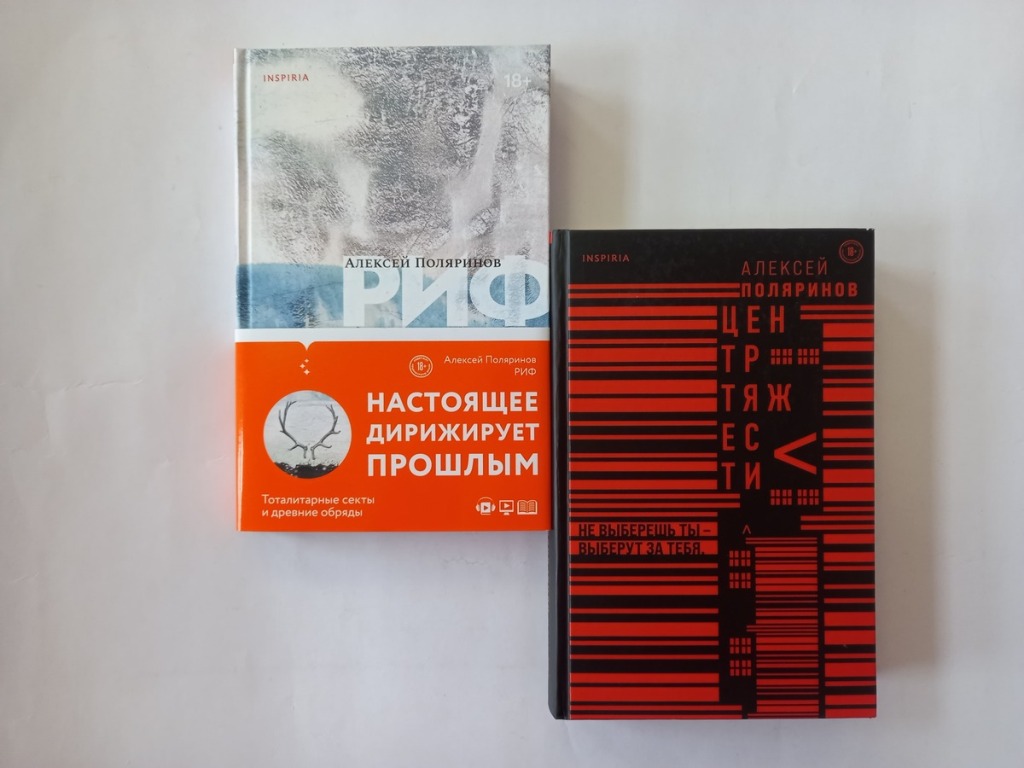 INSPIRIA
18+
АЛЕКСЕЙ ПОЛЯРИНОВ
РИФ
18+
Алексей Поляринов
РИФ
НАСТОЯЩЕЕ
ДИРИЖИРУЕТ
ПРОШЛЫМ
Тоталитарные секты
и древние обряды
INSPIRIA
АЛЕКСЕЙ
ПОЛЯРИНОВ
18+
ЦЕН
ТР
ТЯЖ
ЕС
ТИ
НЕ ВЫБЕРЕШЬ ТЫ –
ВЫБЕРУТ ЗА ТЕБЯ.